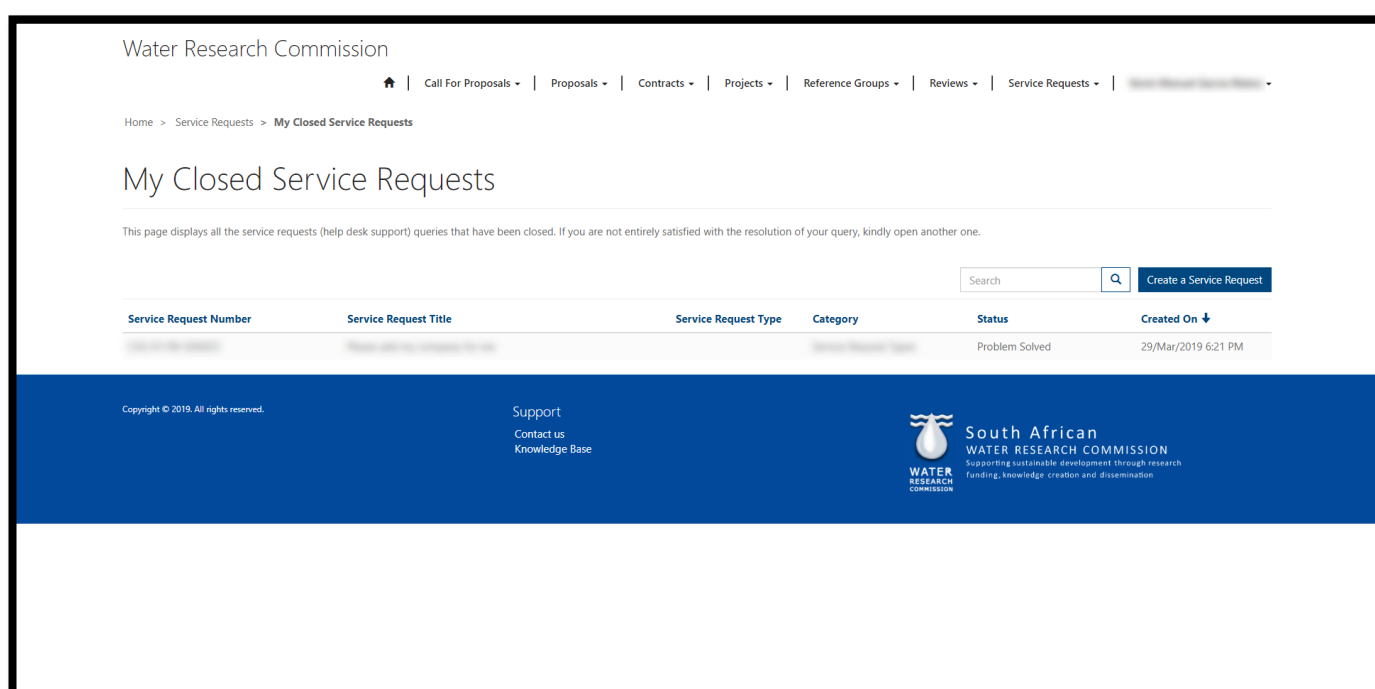 Water Research Commission
Call For Proposals | Proposals | Contracts | Projects | Reference Groups | Reviews | Service Requests |
Home > Service Requests > My Closed Service Requests
My Closed Service Requests
This page displays all the service requests (help desk support) queries that have been closed. If you are not entirely satisfied with the resolution of your query, kindly open another one.
Search Create a Service Request
Service Request Number Service Request Title Service Request Type Category Status Created On
Problem Solved 29/Mar/2019 6:21 PM
Copyright © 2019. All rights reserved.
Support
Contact us
Knowledge Base
WATER
RESEARCH
COMMISSION
South African
WATER RESEARCH COMMISSION
Supporting sustainable development through research
funding, knowledge creation and dissemination